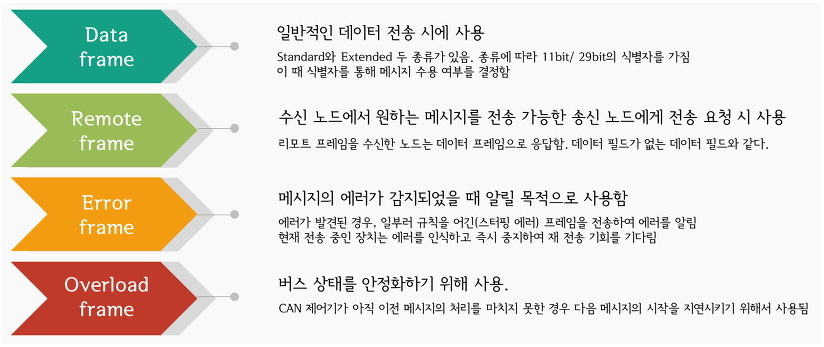 Data
frame
일반적인 데이터 전송 시에 사용
Standard와 Extended 두 종류가 있음. 종류에 따라 11bit/ 29bit의 식별자를 가짐
이 때 식별자를 통해 메시지 수용 여부를 결정함
Remote
frame
수신 노드에서 원하는 메시지를 전송 가능한 송신 노드에게 전송 요청 시 사용
리모트 프레임을 수신한 노드는 데이터 프레임으로 응답함. 데이터 필드가 없는 데이터 필드와 같다.
Error
frame
메시지의 에러가 감지되었을 때 알릴 목적으로 사용함
에러가 발견된 경우, 일부러 규칙을 어긴(스터핑 에러) 프레임을 전송하여 에러를 알림
현재 전송 중인 장치는 에러를 인식하고 즉시 중지하여 재 전송 기회를 기다림
Overload
frame
버스 상태를 안정화하기 위해 사용.
CAN 제어기가 아직 이전 메시지의 처리를 마치지 못한 경우 다음 메시지의 시작을 지연시키기 위해서 사용됨